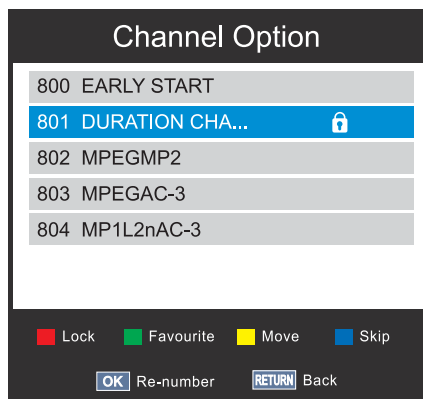 Channel Option
800 EARLY START
801 DURATION CHA...
802 MPEGMP2
803 MPEGAC-3
804 MP1L2nAC-3
Lock Favourite Move Skip
OK Re-number RETURN Back